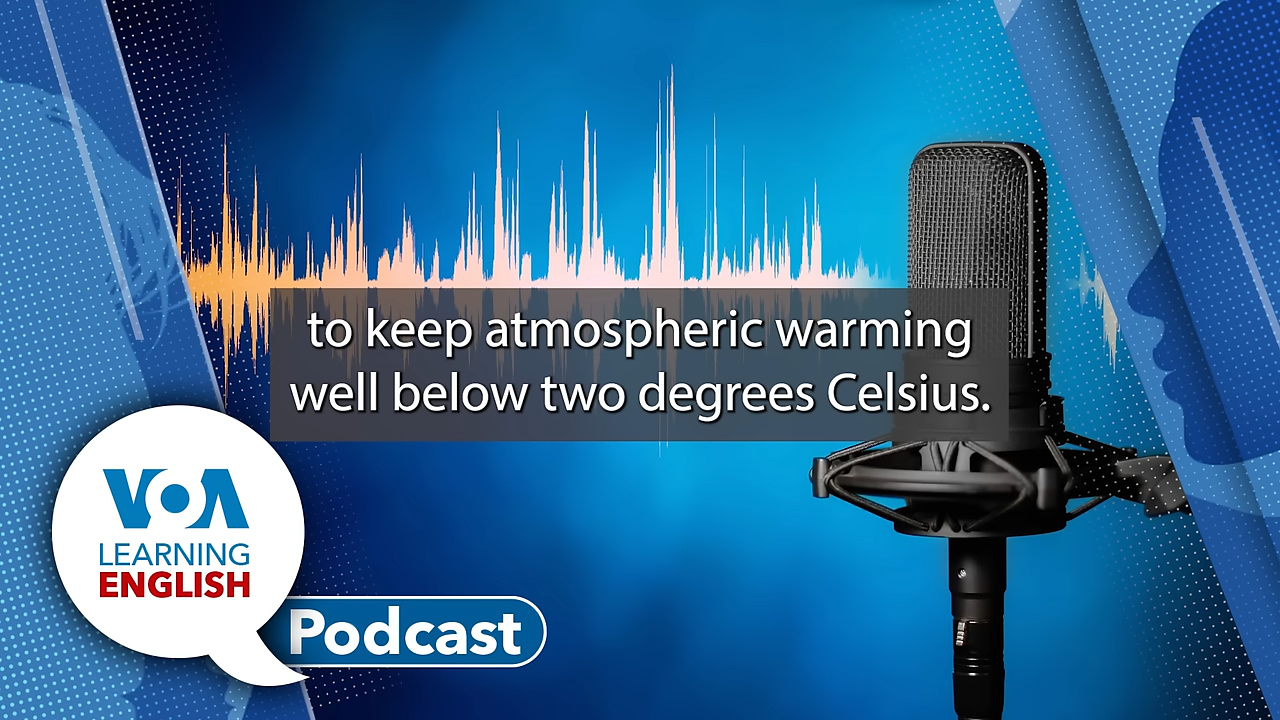 to keep atmospheric warming
well below two degrees Celsius.
VOA
LEARNING
ENGLISH
Podcast